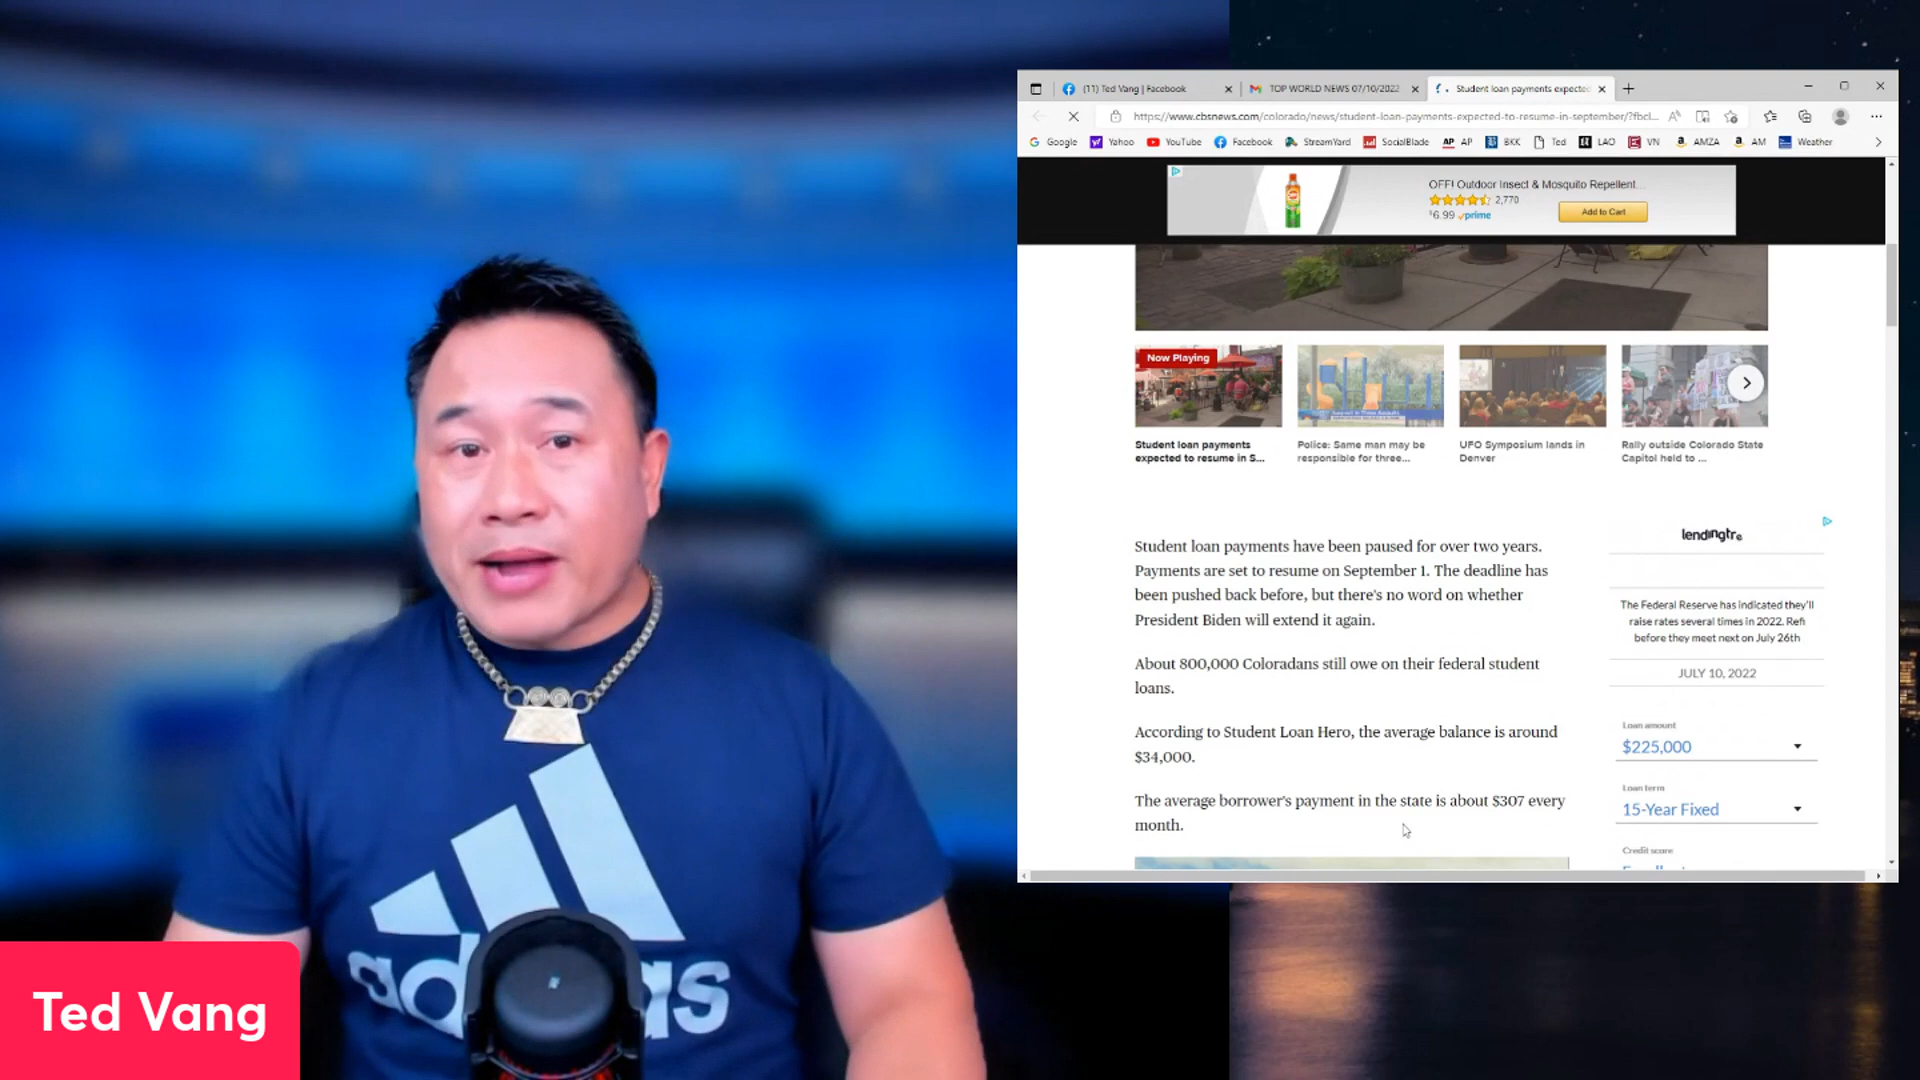 (11) Ted Vang | Facebook
TOP WORLD NEWS 07/10/2022
Student loan payments expected
https://www.cbsnews.com/colorado/news/student-loan-payments-expected-to-resume-in-september/?fbcl...
Google Yahoo YouTube Facebook StreamYard SocialBlade AP AP BKK Ted LAO VN AMZA AM Weather
OFF! Outdoor Insect & Mosquito Repellent...
2,770
$6.99 prime
Add to Cart
Now Playing
Student loan payments
expected to resume in S...
Police: Same man may be
responsible for three...
UFO Symposium lands in
Denver
Rally outside Colorado State
Capitol held to ...
Student loan payments have been paused for over two years.
Payments are set to resume on September 1. The deadline has
been pushed back before, but there's no word on whether
President Biden will extend it again.
About 800,000 Coloradans still owe on their federal student
loans.
According to Student Loan Hero, the average balance is around
$34,000.
The average borrower's payment in the state is about $307 every
month.
lendingtre
The Federal Reserve has indicated they'll
raise rates several times in 2022. Refi
before they meet next on July 26th
JULY 10, 2022
Loan amount
$225,000
Loan term
15-Year Fixed
Credit score
adidas
Ted Vang